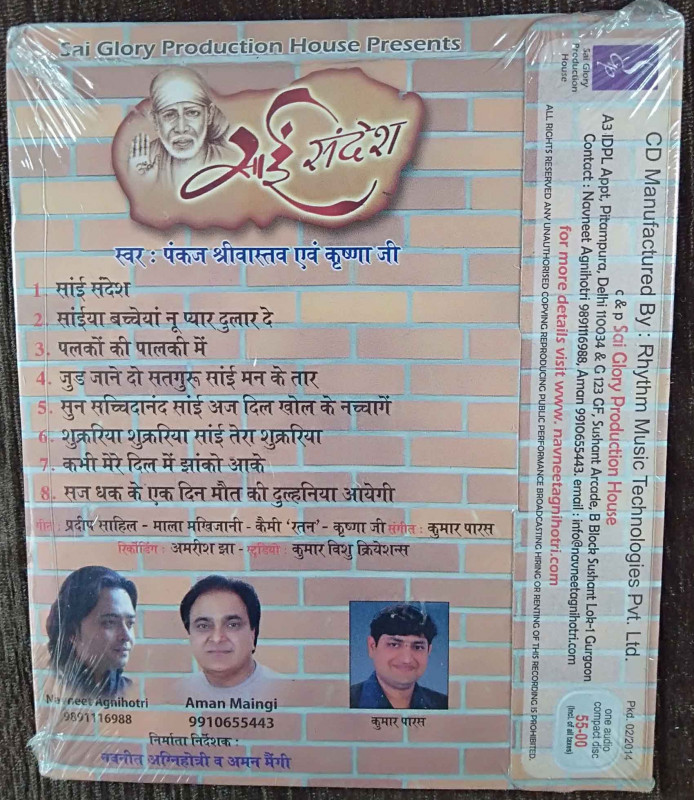 Sai Glory Production House Presents
साई संदेश
स्वर : पंकज श्रीवास्तव एवं कृष्णा जी
1 सांई संदेश
2 सांईया बच्चेयां नू प्यार दुलार दे
3. पलकों की पालकी में
4. जुड जाने दो सतगुरू सांई मन के तार
5. सुन सच्चिदानंद सांई अज दिल खोल के नच्चागें
6. शुक्ररिया शुक्ररिया सांई तेरा शुक्ररिया
7. कभी मेरे दिल में झांको आके
8. सज धक के एक दिन मौत की दुल्हनिया आयेगी
गीत : प्रदीप साहिल - माला मखिजानी - कैमी ‘रतन’ - कृष्णा जी संगीत : कुमार पारस
रिकॉर्डिंग : अमरीश झा - स्टूडियो : कुमार विशु क्रियेशन्स
Navneet Agnihotri
9891116988
Aman Maingi
9910655443
कुमार पारस
निर्माता निर्देशक :
नवनीत अग्निहोत्री व अमन मैंगी
Sai Glory
Production
House
CD Manufactured By : Rhythm Music Technologies Pvt. Ltd.
c & p Sai Glory Production House
A3 IDPL Appt, Pitampura, Delhi 110034 & G 123 GF, Sushant Arcade, B Block Sushant Lok-1 Gurgaon
Contact : Navneet Agnihotri 9891116988, Aman 9910655443. email : info@navneetagnihotri.com
for more details visit www. navneetagnihotri.com
ALL RIGHTS RESERVED ANY UNAUTHORISED COPYING REPRODUCING PUBLIC PERFORMANCE BROADCASTING HIRING OR RENTING OF THIS RECORDING IS PROHIBITED.
Pkd. 02/2014
one audio
compact disc
55-00
(Incl. of all taxes)